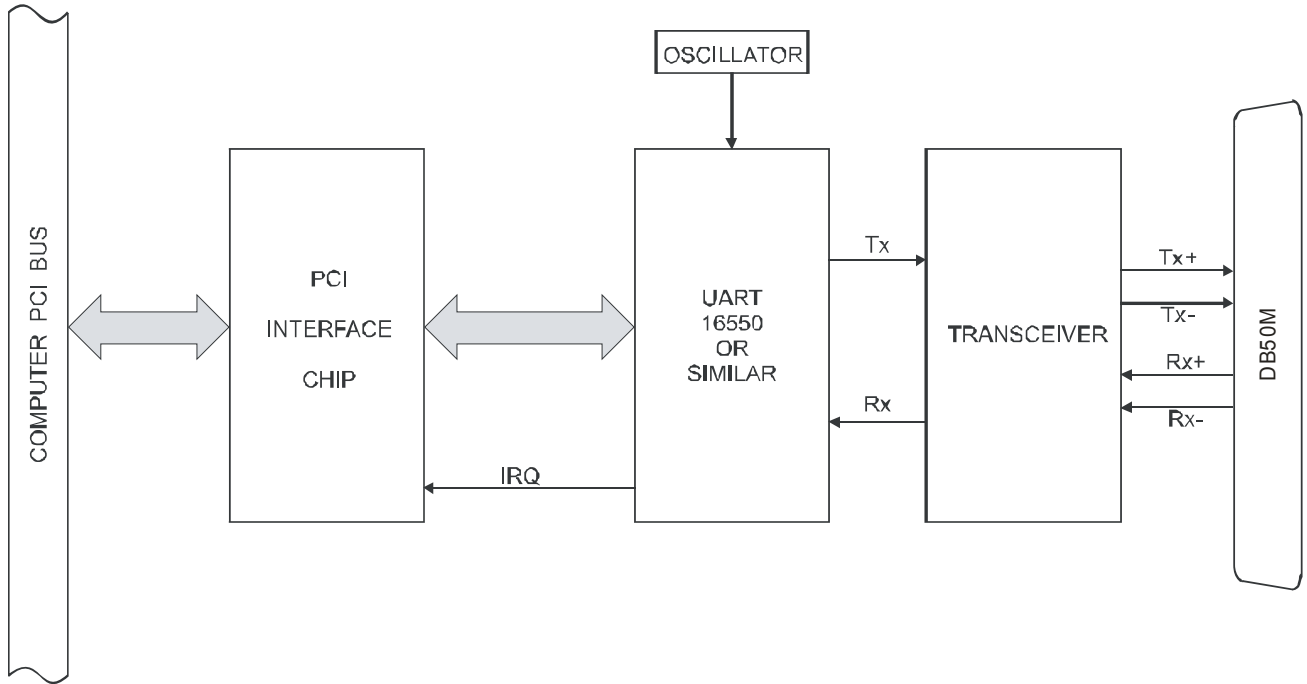 OSCILLATOR
COMPUTER PCI BUS
PCI
INTERFACE
CHIP
IRQ
UART
16550
OR
SIMILAR
Tx
Rx
TRANSCEIVER
Tx+
Tx-
Rx+
Rx-
DB50M